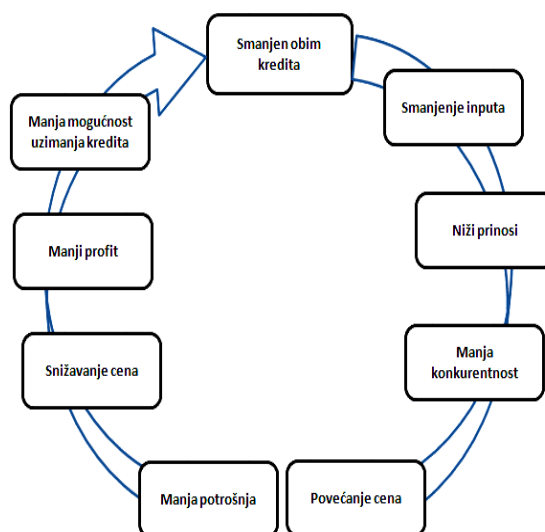 Smanjen obim
kredita
Smanjenje inputa
Niži prinosi
Manja
konkurentnost
Povećanje cena
Manja potrošnja
Snižavanje cena
Manji profit
Manja mogućnost
uzimanja kredita